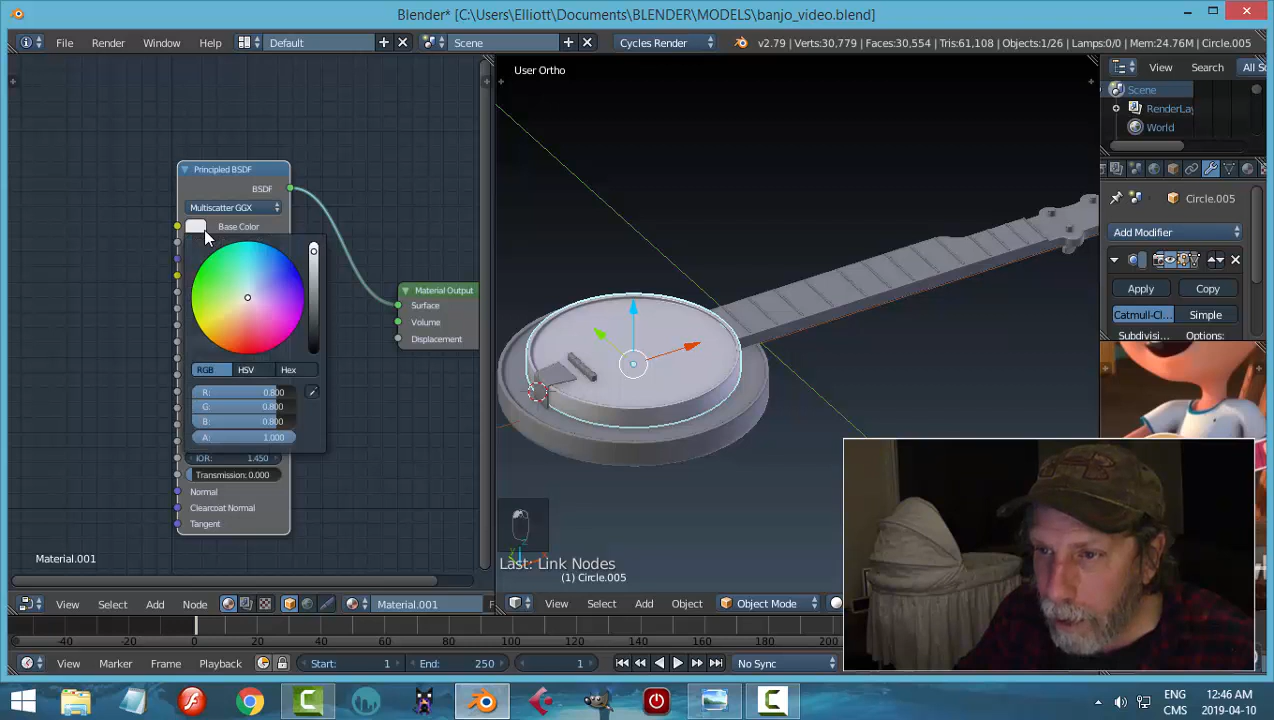 Blender* [C:\Users\Elliott\Documents\BLENDER\MODELS\banjo_video.blend]
File Render Window Help Default Scene Cycles Render v2.79 | Verts:30,779 | Faces:30,554 | Tris:61,108 | Objects:1/26 | Lamps:0/0 | Mem:24.76M | Circle.005
User Ortho
View Search All Sc
Scene
RenderLay
World
Principled BSDF
BSDF
Multiscatter GGX
Base Color
RGB HSV Hex
R: 0.800
G: 0.800
B: 0.800
A: 1.000
IOR: 1.450
Transmission: 0.000
Normal
Clearcoat Normal
Tangent
Material Output
Surface
Volume
Displacement
Circle.005
Add Modifier
Apply Copy
Catmull-Cl... Simple
Subdivisi... Options:
Material.001
Last: Link Nodes
(1) Circle.005
View Select Add Node Material.001 F
View Select Add Object Object Mode
-40 -20 0 20 40 60 80 100 120 140 160 180 200
View Marker Frame Playback Start: 1 End: 250 1 No Sync
ENG 12:46 AM
CMS 2019-04-10